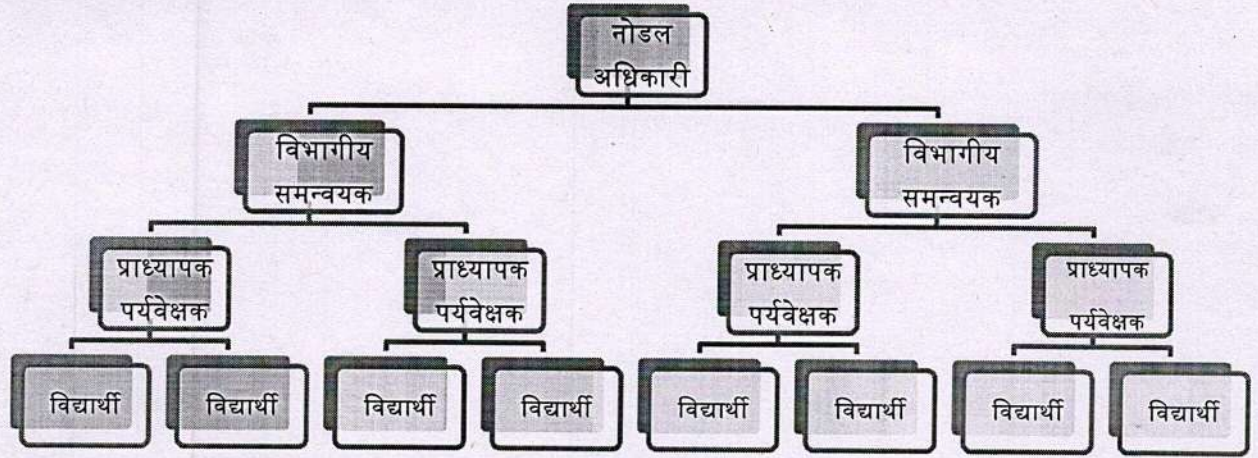 नोडल
अधिकारी
विभागीय
समन्वयक
विभागीय
समन्वयक
प्राध्यापक
पर्यवेक्षक
प्राध्यापक
पर्यवेक्षक
प्राध्यापक
पर्यवेक्षक
प्राध्यापक
पर्यवेक्षक
विद्यार्थी
विद्यार्थी
विद्यार्थी
विद्यार्थी
विद्यार्थी
विद्यार्थी
विद्यार्थी
विद्यार्थी